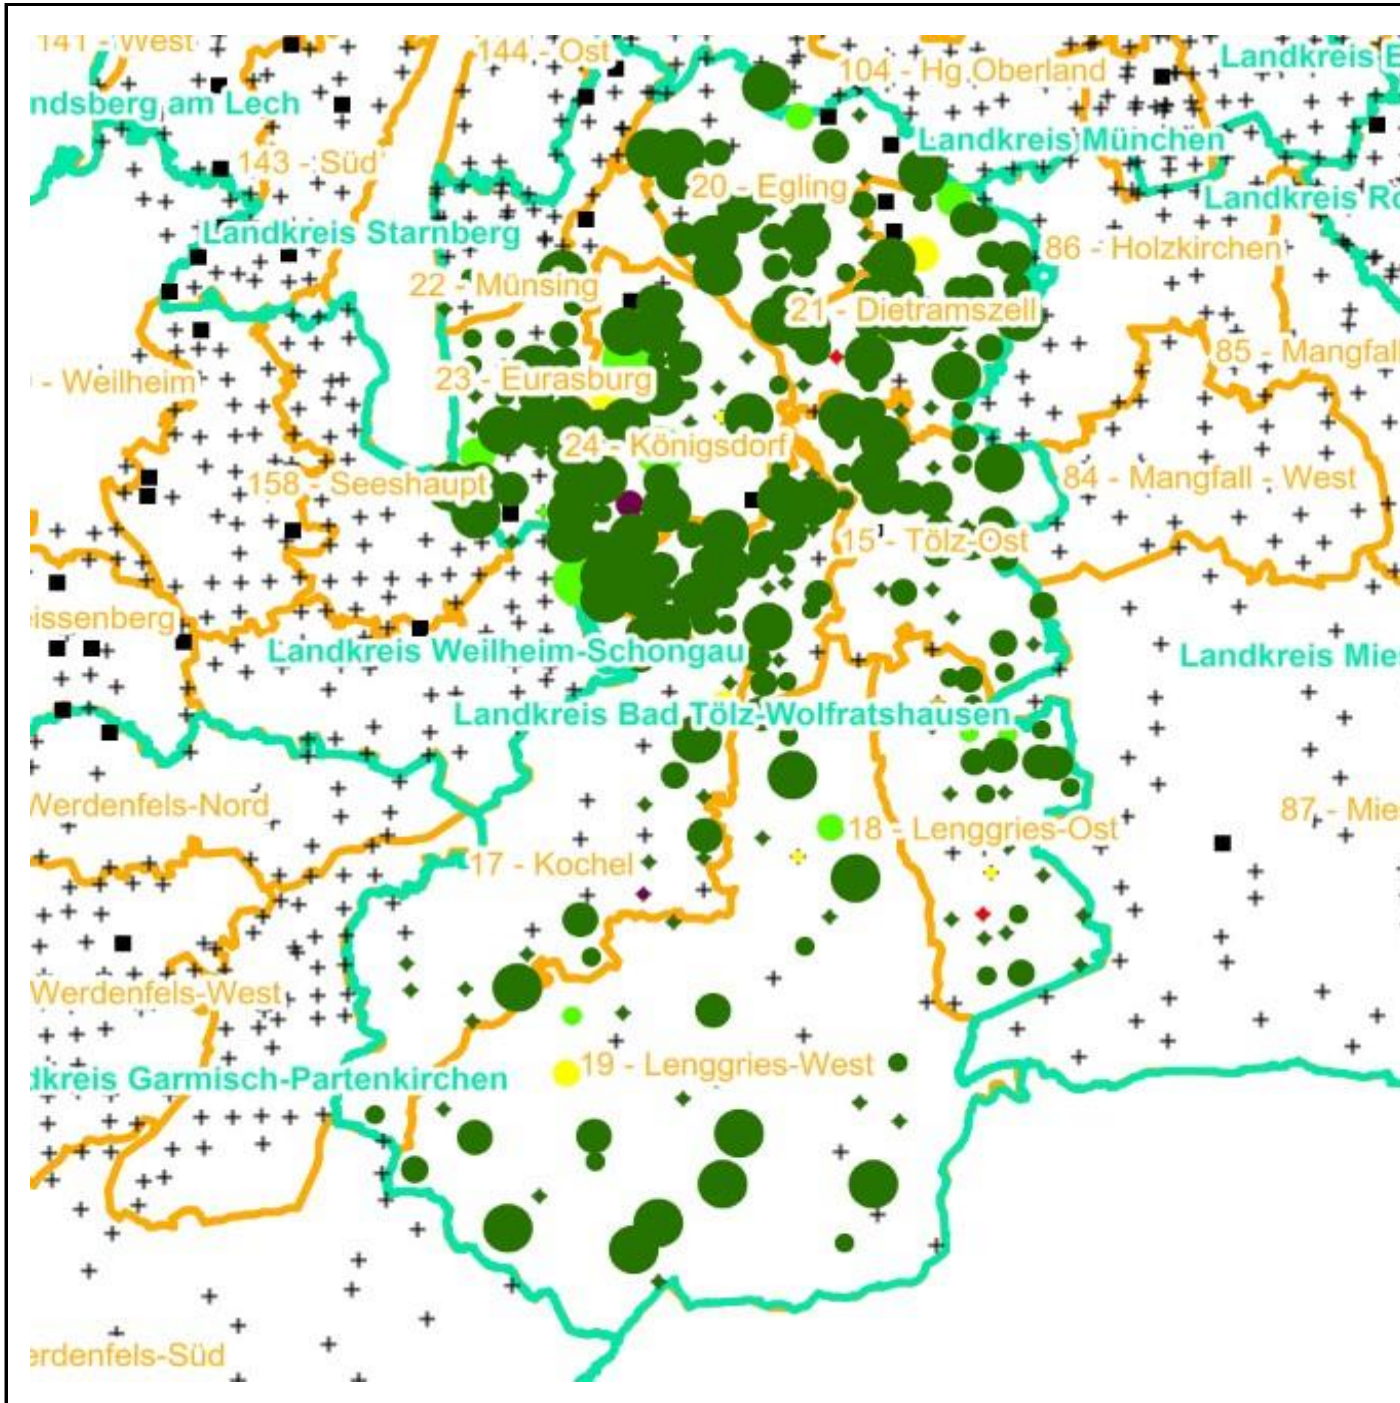 141 - West
144 - Ost
Landkreis E
104 - Hg Oberland
ndsberg am Lech
Landkreis München
143 - Süd
20 - Egling
Landkreis Ro
Landkreis Starnberg
86 - Holzkirchen
22 - Münsing
21 - Dietramszell
85 - Mangfall
- Weilheim
23 - Eurasburg
24 - Königsdorf
158 - Seeshaupt
84 - Mangfall - West
15 - Tölz-Ost
eissenberg
Landkreis Weilheim-Schongau
Landkreis Mie
Landkreis Bad Tölz-Wolfratshausen
Werdenfels-Nord
87 - Mie
18 - Lenggries-Ost
17 - Kochel
Werdenfels-West
19 - Lenggries-West
dkreis Garmisch-Partenkirchen
erdenfels-Süd